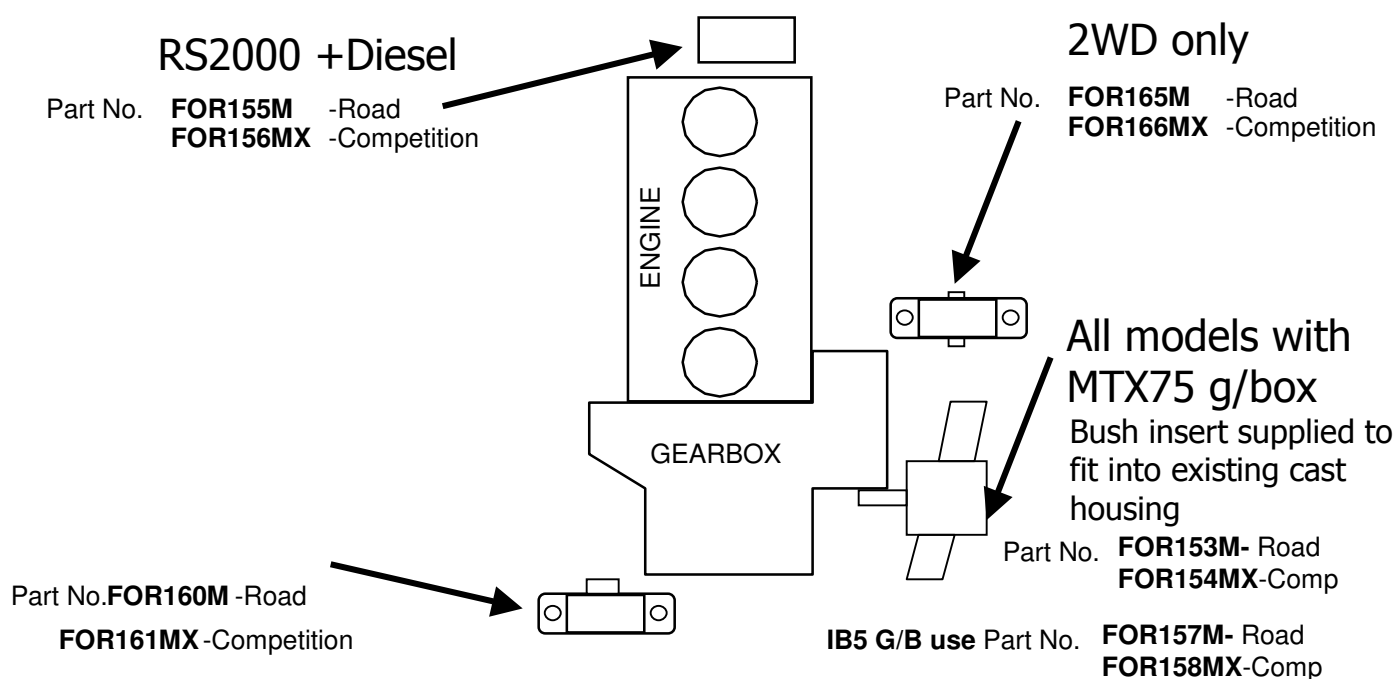 RS2000 +Diesel
Part No. FOR155M -Road
FOR156MX -Competition
2WD only
Part No. FOR165M -Road
FOR166MX -Competition
ENGINE
GEARBOX
All models with
MTX75 g/box
Bush insert supplied to
fit into existing cast
housing
Part No. FOR153M- Road
FOR154MX-Comp
Part No.FOR160M -Road
FOR161MX -Competition
IB5 G/B use Part No. FOR157M- Road
FOR158MX-Comp